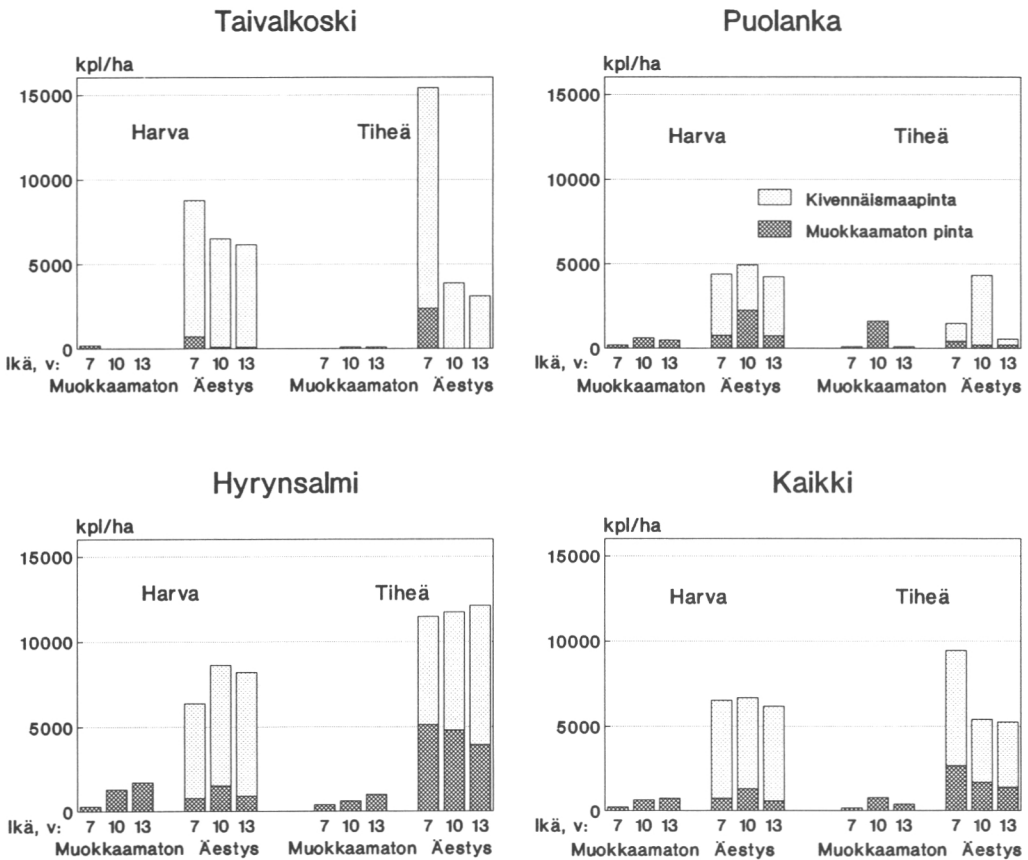 Taivalkoski
kpl/ha
15000
10000
5000
0
Harva
Tiheä
Ikä, v: 7 10 13 7 10 13 7 10 13 7 10 13
Muokkaamaton Äestys Muokkaamaton Äestys
Puolanka
kpl/ha
15000
10000
5000
0
Harva
Tiheä
Kivennäismaapinta
Muokkaamaton pinta
Ikä, v: 7 10 13 7 10 13 7 10 13 7 10 13
Muokkaamaton Äestys Muokkaamaton Äestys
Hyrynsalmi
kpl/ha
15000
10000
5000
0
Harva
Tiheä
Ikä, v: 7 10 13 7 10 13 7 10 13 7 10 13
Muokkaamaton Äestys Muokkaamaton Äestys
Kaikki
kpl/ha
15000
10000
5000
0
Harva
Tiheä
Ikä, v: 7 10 13 7 10 13 7 10 13 7 10 13
Muokkaamaton Äestys Muokkaamaton Äestys